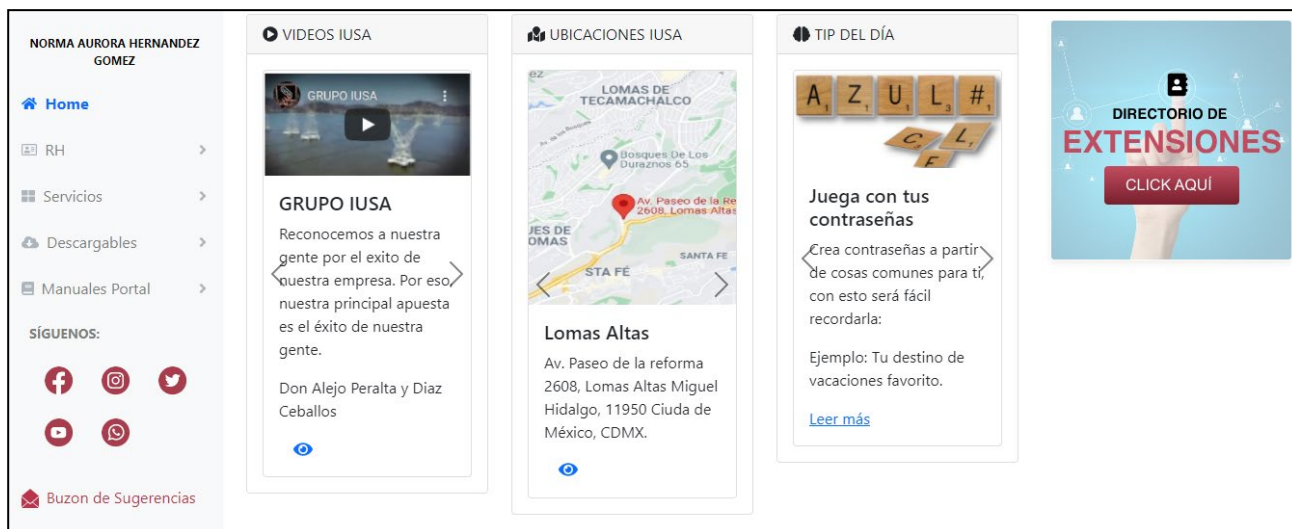 NORMA AURORA HERNANDEZ
GOMEZ
Home
RH
Servicios
Descargables
Manuales Portal
SÍGUENOS:
Buzon de Sugerencias
VIDEOS IUSA
GRUPO IUSA
GRUPO IUSA
Reconocemos a nuestra
gente por el exito de
nuestra empresa. Por eso,
nuestra principal apuesta
es el éxito de nuestra
gente.
Don Alejo Peralta y Diaz
Ceballos
UBICACIONES IUSA
ez
LOMAS DE
TECAMACHALCO
Bosques De Los
Duraznos 65
Av. Paseo de la Re
2608, Lomas Altas
UES DE
OMAS
SANTA FE
STA FÉ
Lomas Altas
Av. Paseo de la reforma
2608, Lomas Altas Miguel
Hidalgo, 11950 Ciuda de
México, CDMX.
TIP DEL DÍA
A Z U L #
C L
F
Juega con tus
contraseñas
Crea contraseñas a partir
de cosas comunes para tí,
con esto será fácil
recordarla:
Ejemplo: Tu destino de
vacaciones favorito.
Leer más
DIRECTORIO DE
EXTENSIONES
CLICK AQUÍ